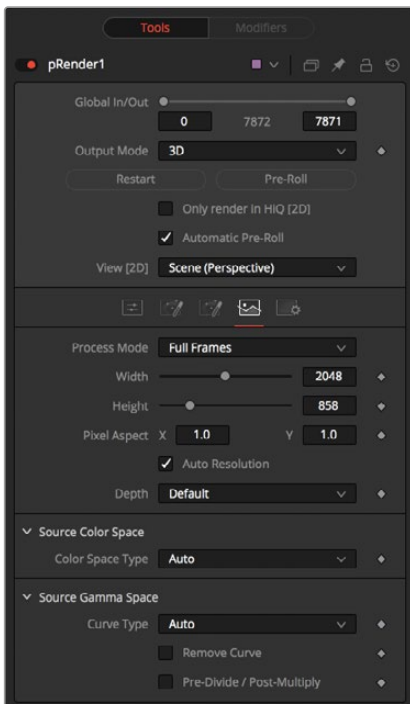 Tools Modifiers
pRender1
Global In/Out
0 7872 7871
Output Mode 3D
Restart Pre-Roll
Only render in HiQ [2D]
Automatic Pre-Roll
View [2D] Scene (Perspective)
Process Mode Full Frames
Width 2048
Height 858
Pixel Aspect X 1.0 Y 1.0
Auto Resolution
Depth Default
Source Color Space
Color Space Type Auto
Source Gamma Space
Curve Type Auto
Remove Curve
Pre-Divide / Post-Multiply